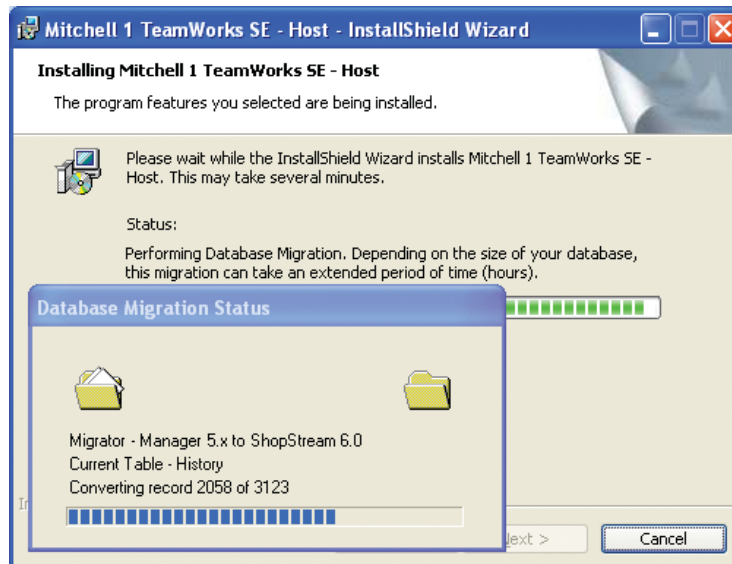 Mitchell 1 TeamWorks SE - Host - InstallShield Wizard
Installing Mitchell 1 TeamWorks SE - Host
The program features you selected are being installed.
Please wait while the InstallShield Wizard installs Mitchell 1 TeamWorks SE -
Host. This may take several minutes.
Status:
Performing Database Migration. Depending on the size of your database,
this migration can take an extended period of time (hours).
Database Migration Status
Migrator - Manager 5.x to ShopStream 6.0
Current Table - History
Converting record 2058 of 3123
Cancel